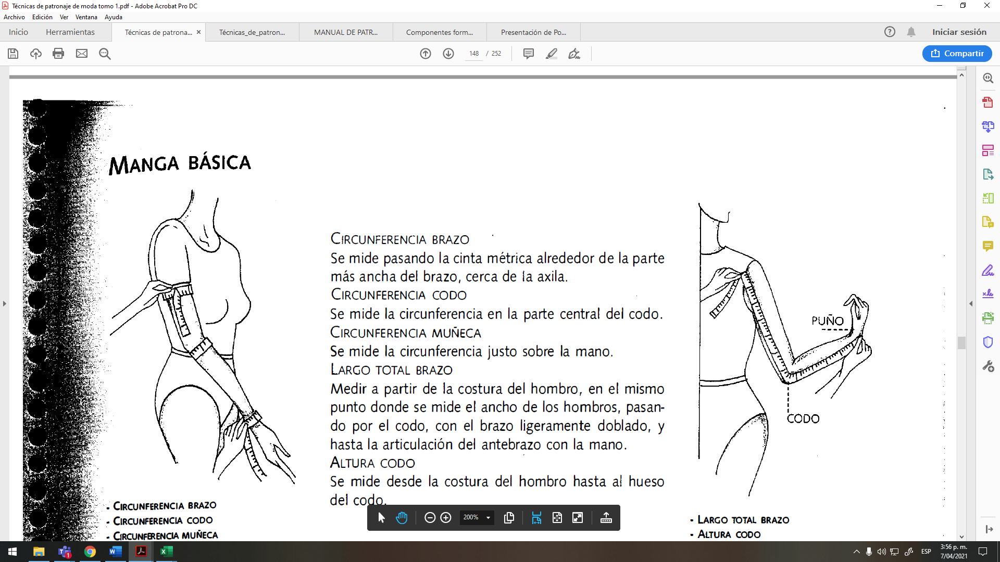 Técnicas de patronaje de moda tomo 1.pdf - Adobe Acrobat Pro DC
Archivo Edición Ver Ventana Ayuda
Inicio Herramientas Técnicas de patrona... × Técnicas_de_patron... MANUAL DE PATR... Componentes form... Presentación de Po... Iniciar sesión
148 / 252 Compartir
MANGA BÁSICA
CIRCUNFERENCIA BRAZO
Se mide pasando la cinta métrica alrededor de la parte
más ancha del brazo, cerca de la axila.
CIRCUNFERENCIA CODO
Se mide la circunferencia en la parte central del codo.
CIRCUNFERENCIA MUÑECA
Se mide la circunferencia justo sobre la mano.
LARGO TOTAL BRAZO
Medir a partir de la costura del hombro, en el mismo
punto donde se mide el ancho de los hombros, pasan-
do por el codo, con el brazo ligeramente doblado, y
hasta la articulación del antebrazo con la mano.
ALTURA CODO
Se mide desde la costura del hombro hasta al hueso
del codo.
PUÑO
CODO
- CIRCUNFERENCIA BRAZO
- CIRCUNFERENCIA CODO
- CIRCUNFERENCIA MUÑECA
- LARGO TOTAL BRAZO
- ALTURA CODO
200%
1
ESP
3:56 p. m.
7/04/2021